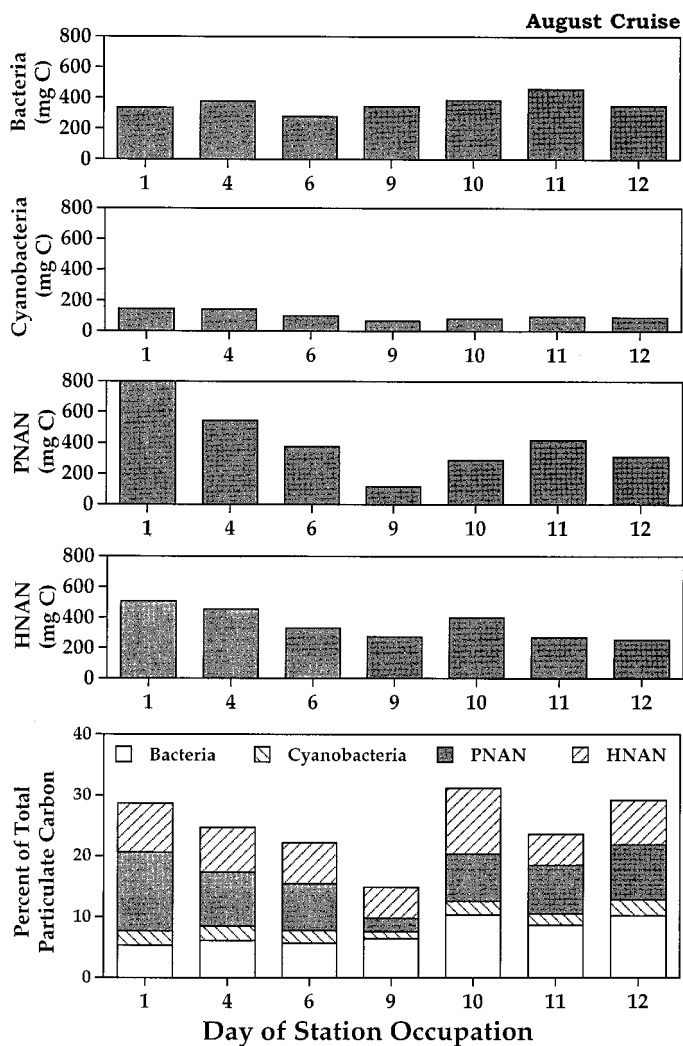 August Cruise
Bacteria
(mg C)
800
600
400
200
0
1 4 6 9 10 11 12
Cyanobacteria
(mg C)
800
600
400
200
0
1 4 6 9 10 11 12
PNAN
(mg C)
800
600
400
200
0
1 4 6 9 10 11 12
HNAN
(mg C)
800
600
400
200
0
1 4 6 9 10 11 12
Percent of Total
Particulate Carbon
40
30
20
10
0
Bacteria Cyanobacteria PNAN HNAN
1 4 6 9 10 11 12
Day of Station Occupation